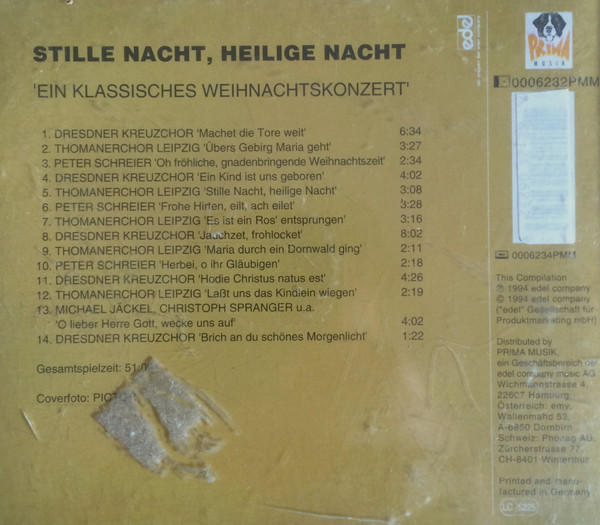 STILLE NACHT, HEILIGE NACHT
'EIN KLASSISCHES WEIHNACHTSKONZERT'
1. DRESDNER KREUZCHOR 'Machet die Tore weit' 6:34
2. THOMANERCHOR LEIPZIG 'Übers Gebirg Maria geht' 3:27
3. PETER SCHREIER 'Oh fröhliche, gnadenbringende Weihnachtszeit' 2:34
4. DRESDNER KREUZCHOR 'Ein Kind ist uns geboren' 4:02
5. THOMANERCHOR LEIPZIG 'Stille Nacht, heilige Nacht' 3:08
6. PETER SCHREIER 'Frohe Hirten, eilt, ach eilet' 3:28
7. THOMANERCHOR LEIPZIG 'Es ist ein Ros' entsprungen' 3:16
8. DRESDNER KREUZCHOR 'Jauchzet, frohlocket' 8:02
9. THOMANERCHOR LEIPZIG 'Maria durch ein Dornwald ging' 2:11
10. PETER SCHREIER 'Herbei, o ihr Gläubigen' 2:18
11. DRESDNER KREUZCHOR 'Hodie Christus natus est' 4:26
12. THOMANERCHOR LEIPZIG 'Laßt uns das Kindlein wiegen' 2:19
13. MICHAEL JÄCKEL, CHRISTOPH SPRANGER u.a.
'O lieber Herre Gott, wecke uns auf' 4:02
14. DRESDNER KREUZCHOR 'Brich an du schönes Morgenlicht' 1:22
Gesamtspielzeit: 51:0
Coverfoto:
edel
PRIMA
MUSIK
0006232PMM
0006234PMM
This Compilation
℗ 1994 edel company
© 1994 edel company
("edel" Gesellschaft für
Produktmarketing mbH)
Distributed by
PRIMA MUSIK,
ein Geschäftsbereich der
edel company music AG
Wichmannstrasse 4,
22607 Hamburg
Österreich: emv,
Wallenmahd 53,
A-6850 Dornbirn
Schweiz: Phonag AU,
Zürcherstrasse 77,
CH-8401 Winterthur
Printed and manu-
factured in Germany
LC 5225